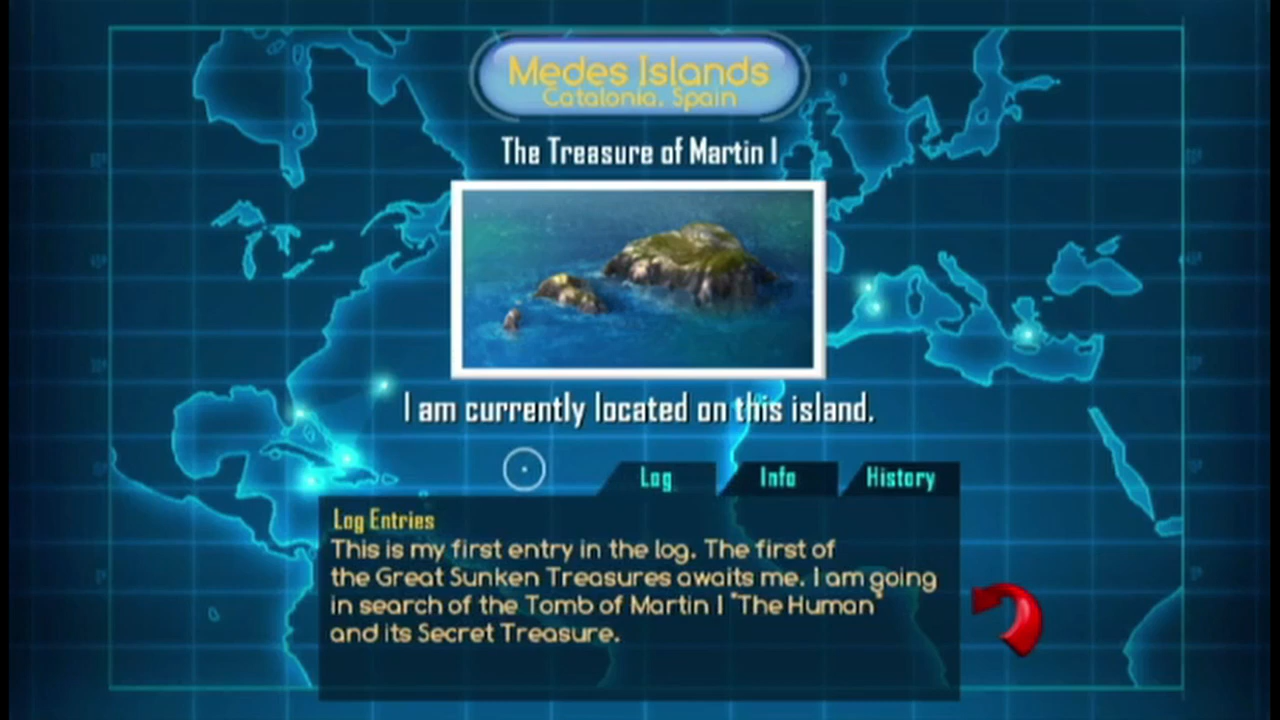 Medes Islands
Catalonia. Spain
The Treasure of Martin I
I am currently located on this island.
Log Info History
Log Entries
This is my first entry in the log. The first of
the Great Sunken Treasures awaits me. I am going
in search of the Tomb of Martin I "The Human"
and its Secret Treasure.